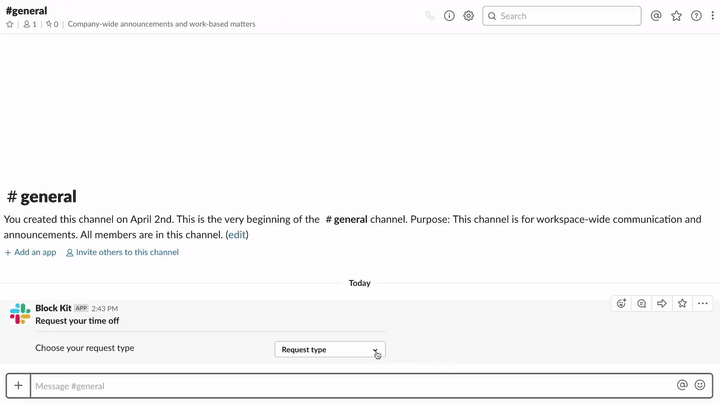 #general
1 | 0 | Company-wide announcements and work-based matters
Search
# general
You created this channel on April 2nd. This is the very beginning of the # general channel. Purpose: This channel is for workspace-wide communication and
announcements. All members are in this channel. (edit)
+ Add an app Invite others to this channel
Today
Block Kit APP 2:43 PM
Request your time off
Choose your request type
Request type
Message #general